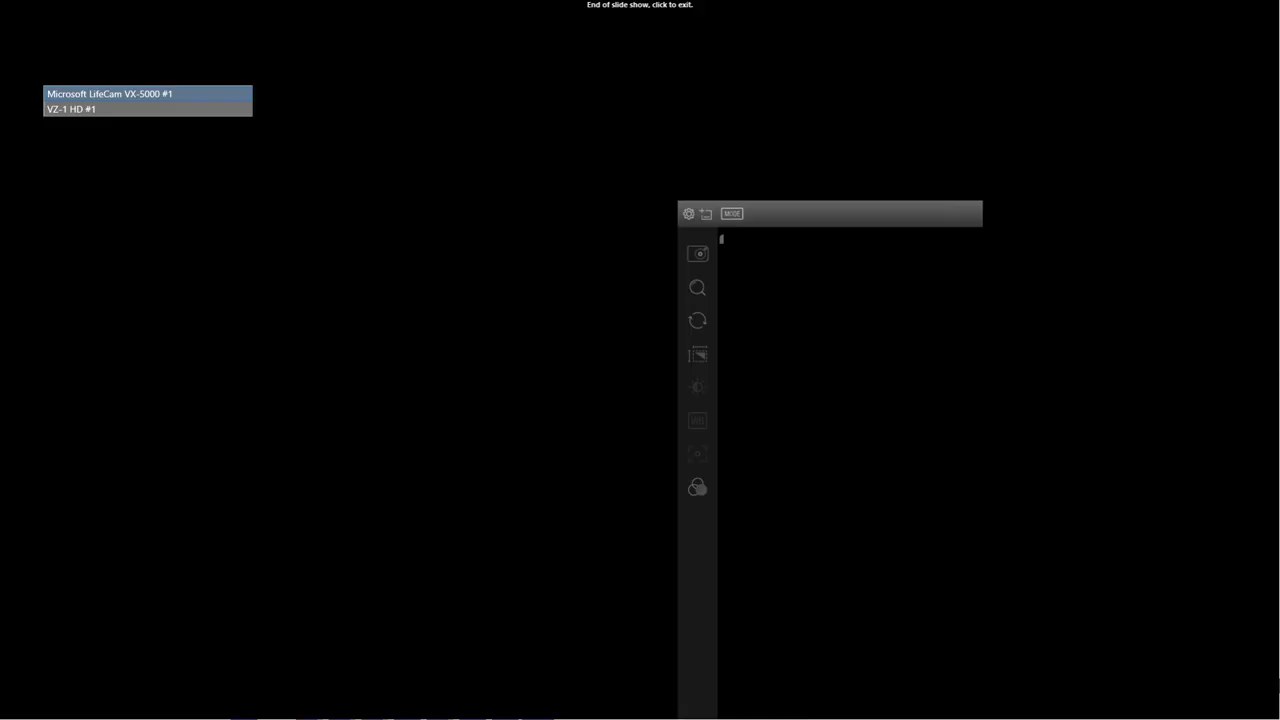 End of slide show, click to exit.
Microsoft LifeCam VX-5000 #1
VZ-1 HD #1
MODE